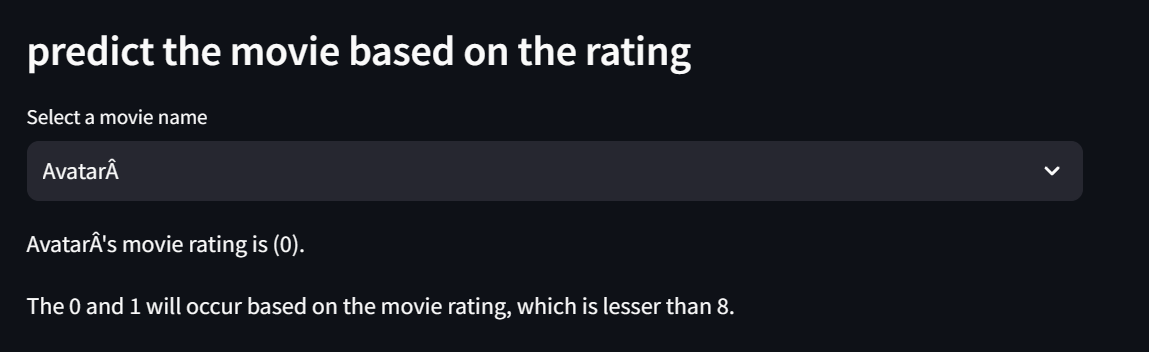 predict the movie based on the rating
Select a movie name
AvatarÂ
AvatarÂ's movie rating is (0).
The 0 and 1 will occur based on the movie rating, which is lesser than 8.